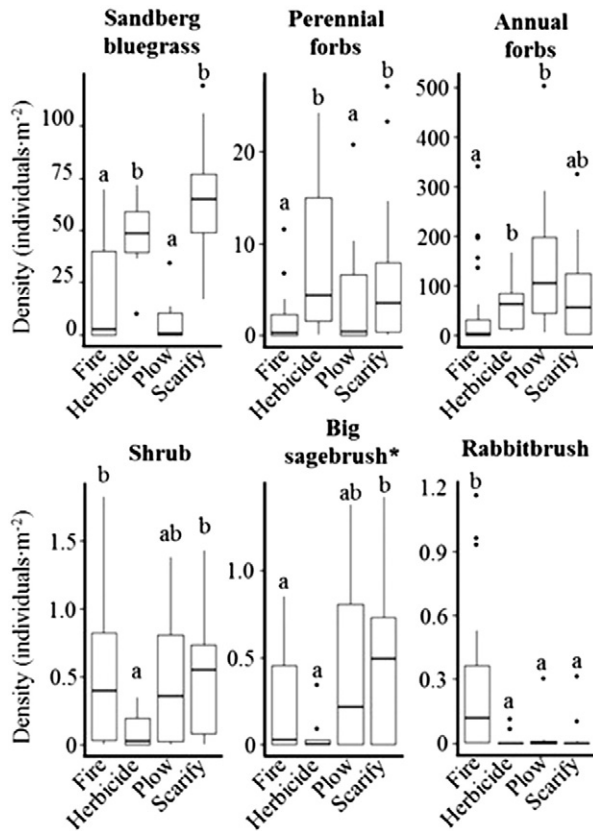 Sandberg
bluegrass
Perennial
forbs
Annual
forbs
Density (individuals·m-2)
100
75
50
25
0
a
b
a
b
Fire
Herbicide
Plow
Scarify
20
10
0
a
b
a
b
Fire
Herbicide
Plow
Scarify
500
400
300
200
100
0
a
b
b
ab
Fire
Herbicide
Plow
Scarify
Shrub
Big
sagebrush*
Rabbitbrush
Density (individuals·m-2)
1.5
1.0
0.5
0
b
a
ab
b
Fire
Herbicide
Plow
Scarify
1.0
0.5
0
a
a
ab
b
Fire
Herbicide
Plow
Scarify
1.2
0.9
0.6
0.3
0
b
a
a
a
Fire
Herbicide
Plow
Scarify